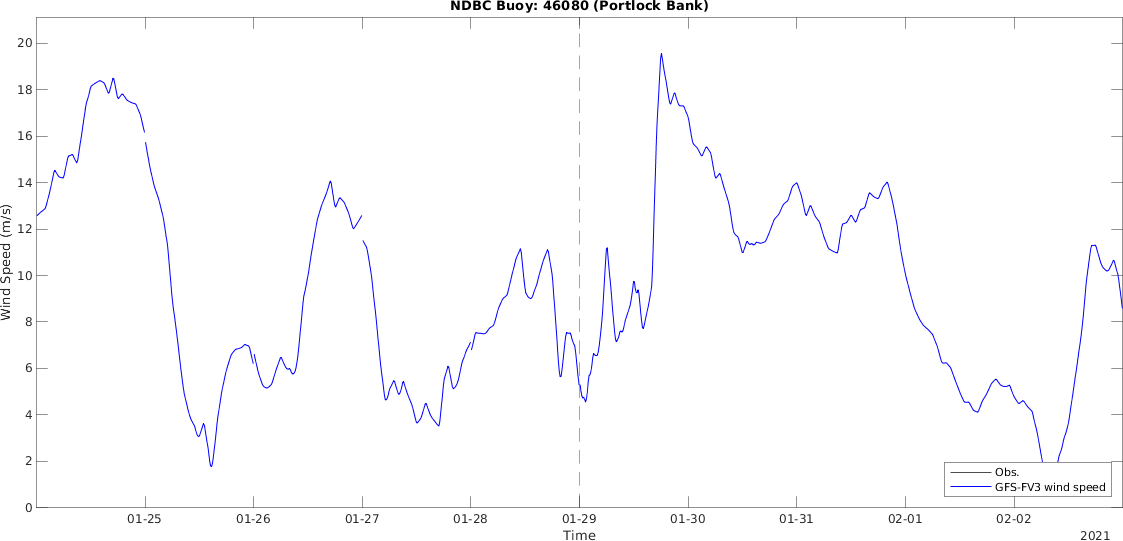 NDBC Buoy: 46080 (Portlock Bank)
20
18
16
14
12
10
8
6
4
2
0
Wind Speed (m/s)
Obs.
GFS-FV3 wind speed
01-25 01-26 01-27 01-28 01-29 01-30 01-31 02-01 02-02
Time
2021